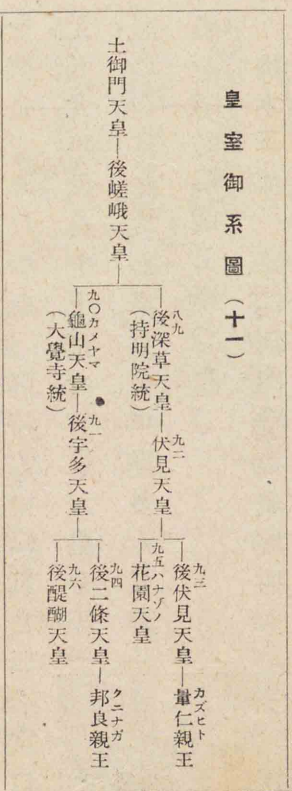 皇室御系圖(十一)
土御門天皇―後嵯峨天皇
八九
後深草天皇
(持明院統)
九二
伏見天皇
九三
後伏見天皇
カズヒト
量仁親王
九五 ハナゾノ
花園天皇
九〇 カメヤマ
龜山天皇
(大覺寺統)
九一
後宇多天皇
九四
後二條天皇
クニナガ
邦良親王
九六
後醍醐天皇